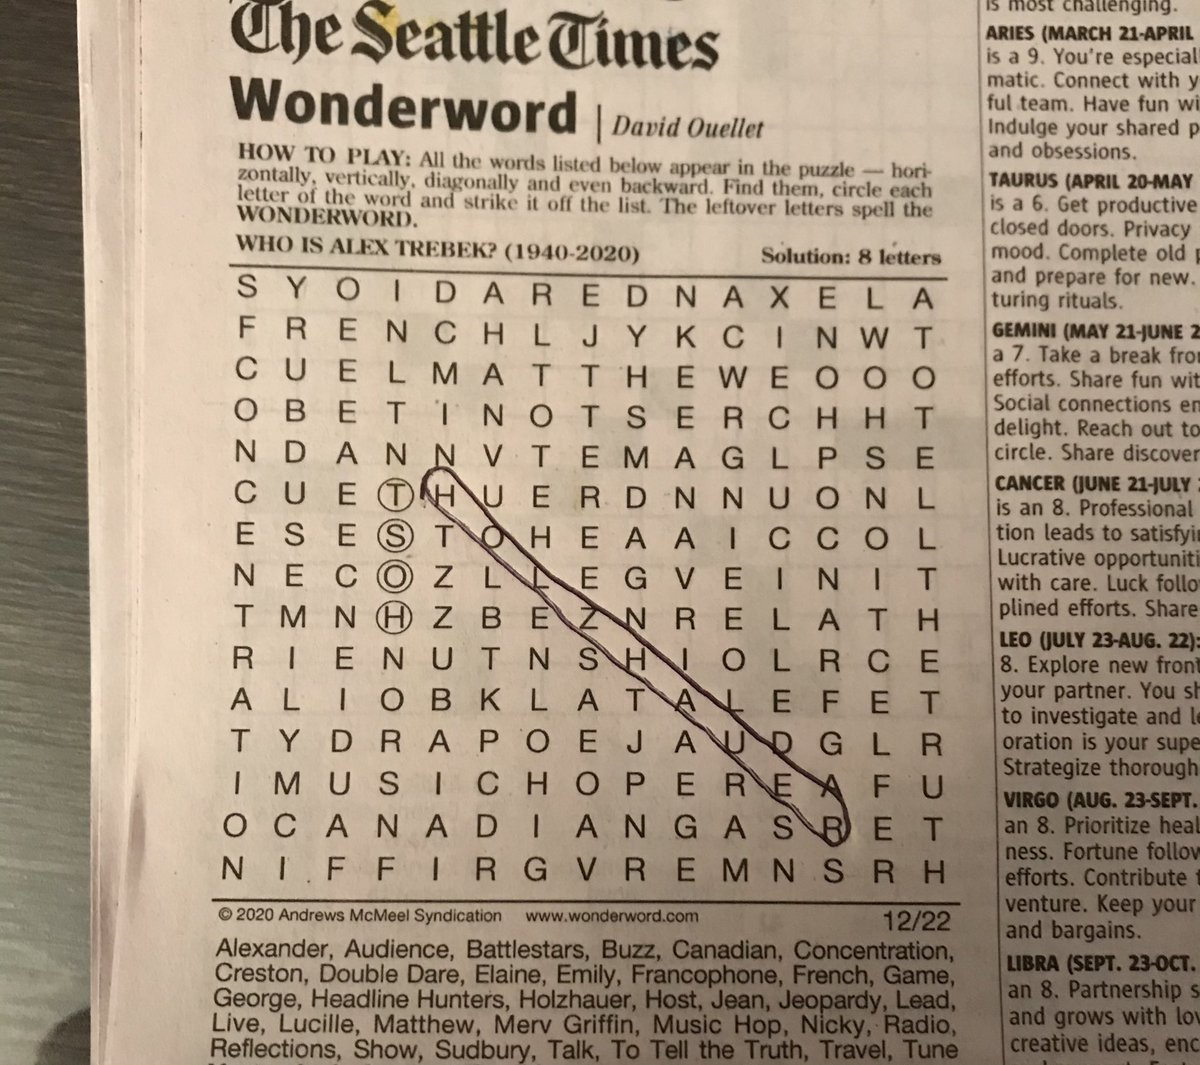 The Seattle Times
Wonderword | David Ouellet
HOW TO PLAY: All the words listed below appear in the puzzle — hori-
zontally, vertically, diagonally and even backward. Find them, circle each
letter of the word and strike it off the list. The leftover letters spell the
WONDERWORD.
WHO IS ALEX TREBEK? (1940-2020) Solution: 8 letters
S Y O I D A R E D N A X E L A
F R E N C H L J Y K C I N W T
C U E L M A T T H E W E O O O
O B E T I N O T S E R C H H T
N D A N N V T E M A G L P S E
C U E T H U E R D N N U O N L
E S E S T O H E A A I C C O L
N E C O Z L L E G V E I N I T
T M N H Z B E Z N R E L A T H
R I E N U T N S H I O L R C E
A L I O B K L A T A L E F E T
T Y D R A P O E J A U D G L R
I M U S I C H O P E R E A F U
O C A N A D I A N G A S R E T
N I F F I R G V R E M N S R H
© 2020 Andrews McMeel Syndication www.wonderword.com 12/22
Alexander, Audience, Battlestars, Buzz, Canadian, Concentration,
Creston, Double Dare, Elaine, Emily, Francophone, French, Game,
George, Headline Hunters, Holzhauer, Host, Jean, Jeopardy, Lead,
Live, Lucille, Matthew, Merv Griffin, Music Hop, Nicky, Radio,
Reflections, Show, Sudbury, Talk, To Tell the Truth, Travel, Tune
is most challenging.
ARIES (MARCH 21-APRIL
is a 9. You're especial
matic. Connect with y
ful team. Have fun wi
Indulge your shared p
and obsessions.
TAURUS (APRIL 20-MAY
is a 6. Get productive
closed doors. Privacy
mood. Complete old p
and prepare for new.
turing rituals.
GEMINI (MAY 21-JUNE 2
a 7. Take a break fro
efforts. Share fun wit
Social connections en
delight. Reach out to
circle. Share discover
CANCER (JUNE 21-JULY
is an 8. Professional
tion leads to satisfyi
Lucrative opportuniti
with care. Luck follo
plined efforts. Share
LEO (JULY 23-AUG. 22):
8. Explore new front
your partner. You sh
to investigate and le
oration is your supe
Strategize thorough
VIRGO (AUG. 23-SEPT.
an 8. Prioritize heal
ness. Fortune follow
efforts. Cancer
venture. Keep your
and bargains.
LIBRA (SEPT. 23-OCT.
an 8. Partnership s
and grows with lov
creative ideas, enc